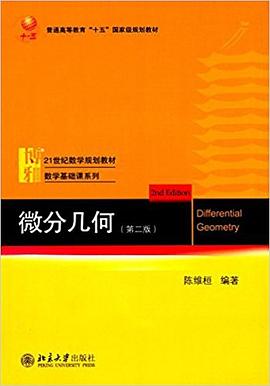 十一五
普通高等教育“十五”国家级规划教材
博雅
21世纪数学规划教材
数学基础课系列
2nd Edition
微分几何(第二版)
Differential
Geometry
陈维桓 编著
北京大学出版社